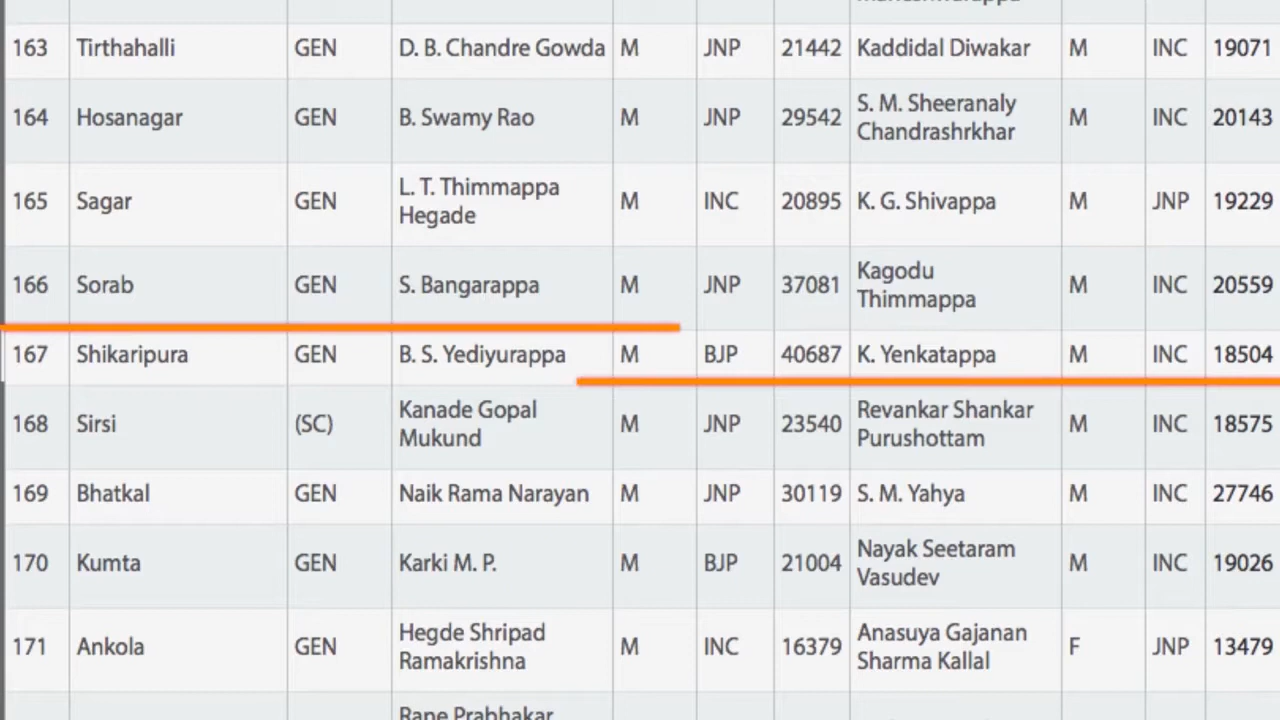 163 Tirthahalli GEN D. B. Chandre Gowda M JNP 21442 Kaddidal Diwakar M INC 19071
164 Hosanagar GEN B. Swamy Rao M JNP 29542 S. M. Sheeranaly Chandrashrkhar M INC 20143
165 Sagar GEN L. T. Thimmappa Hegade M INC 20895 K. G. Shivappa M JNP 19229
166 Sorab GEN S. Bangarappa M JNP 37081 Kagodu Thimmappa M INC 20559
167 Shikaripura GEN B. S. Yediyurappa M BJP 40687 K. Yenkatappa M INC 18504
168 Sirsi (SC) Kanade Gopal Mukund M JNP 23540 Revankar Shankar Purushottam M INC 18575
169 Bhatkal GEN Naik Rama Narayan M JNP 30119 S. M. Yahya M INC 27746
170 Kumta GEN Karki M. P. M BJP 21004 Nayak Seetaram Vasudev M INC 19026
171 Ankola GEN Hegde Shripad Ramakrishna M INC 16379 Anasuya Gajanan Sharma Kallal F JNP 13479
Rane Prabhakar